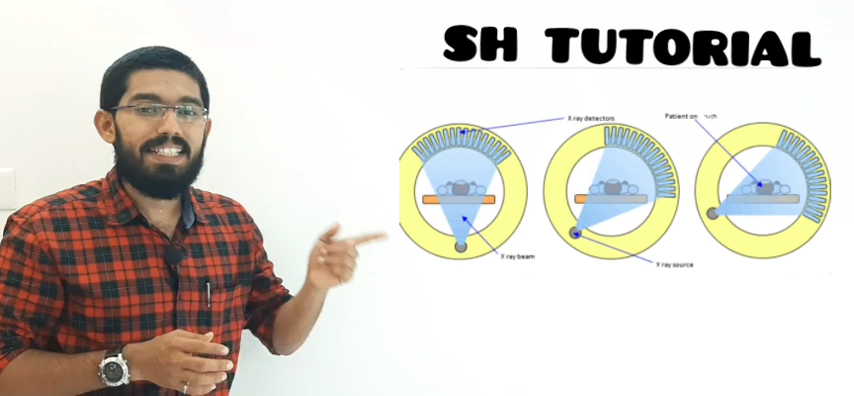 SH TUTORIAL
X ray detectors
Patient on
X ray beam
X ray source